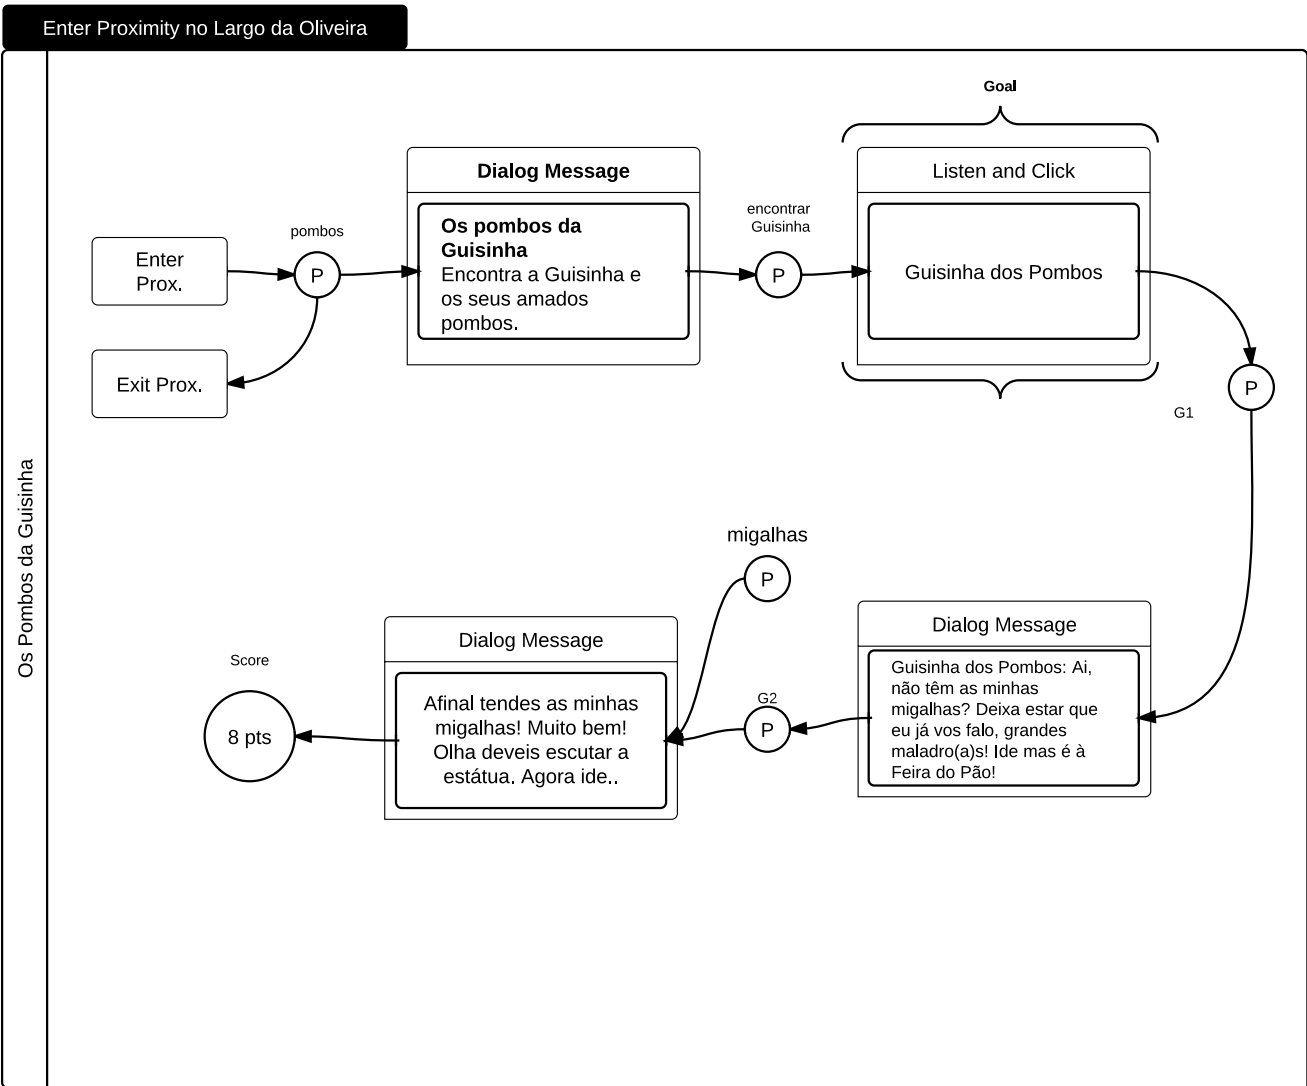 Enter Proximity no Largo da Oliveira
Os Pombos da Guisinha
Goal
Enter
Prox.
Exit Prox.
pombos
P
Dialog Message
Os pombos da
Guisinha
Encontra a Guisinha e
os seus amados
pombos.
encontrar
Guisinha
P
Listen and Click
Guisinha dos Pombos
P
G1
migalhas
P
Dialog Message
Guisinha dos Pombos: Ai,
não têm as minhas
migalhas? Deixa estar que
eu já vos falo, grandes
maladro(a)s! Ide mas é à
Feira do Pão!
G2
P
Dialog Message
Afinal tendes as minhas
migalhas! Muito bem!
Olha deveis escutar a
estátua. Agora ide..
Score
8 pts